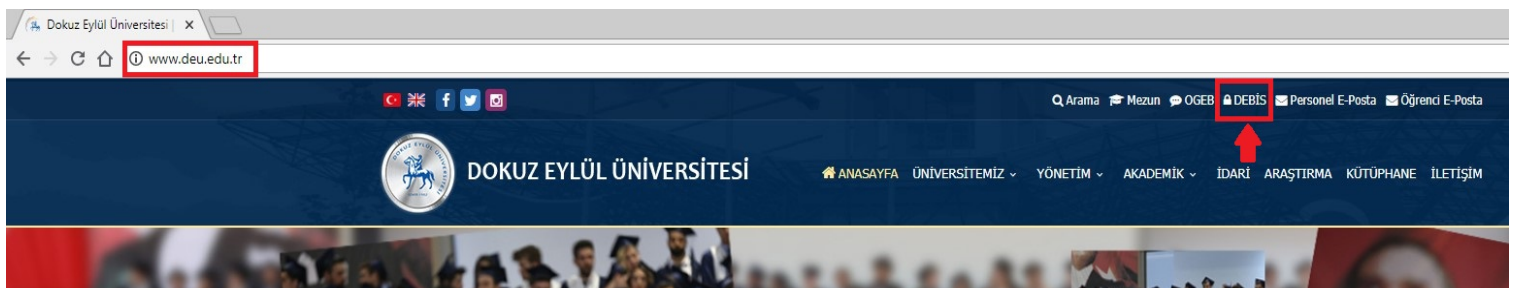 Dokuz Eylül Üniversitesi |
www.deu.edu.tr
Arama Mezun OGEB DEBİS Personel E-Posta Öğrenci E-Posta
DOKUZ EYLÜL ÜNİVERSİTESİ
ANASAYFA ÜNİVERSİTEMİZ YÖNETİM AKADEMİK İDARİ ARAŞTIRMA KÜTÜPHANE İLETİŞİM